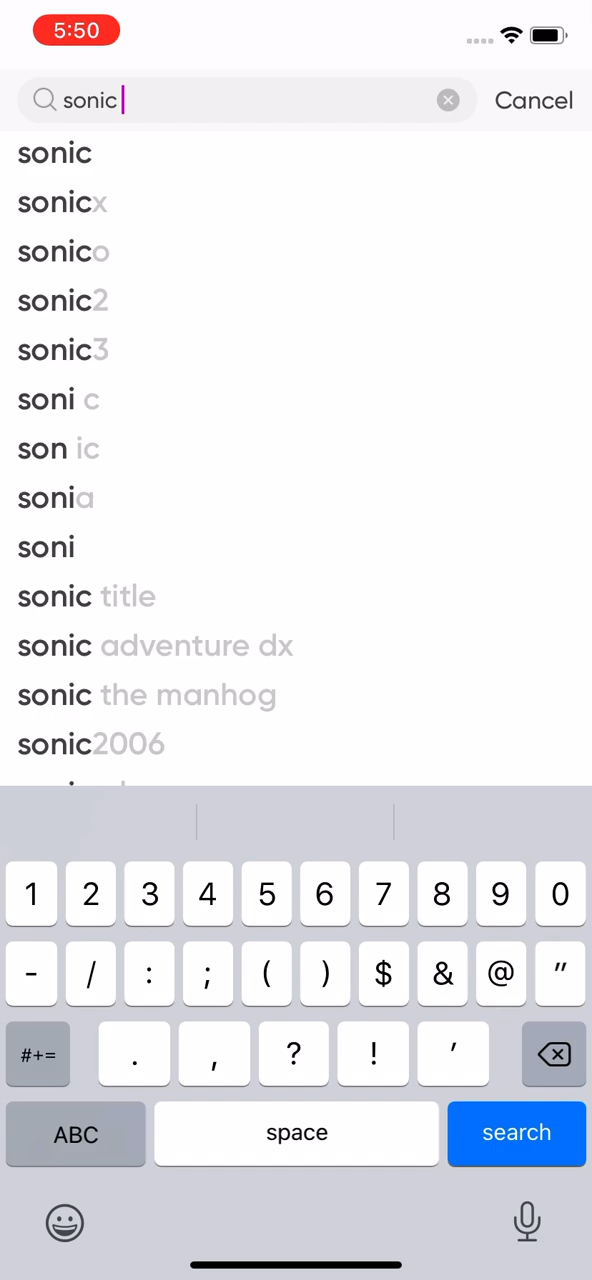 5:50
sonic
Cancel
sonic
sonicx
sonico
sonic2
sonic3
soni c
son ic
sonia
soni
sonic title
sonic adventure dx
sonic the manhog
sonic2006
1 2 3 4 5 6 7 8 9 0
- / : ; ( ) $ & @ "
#+= . , ? ! '
ABC space search